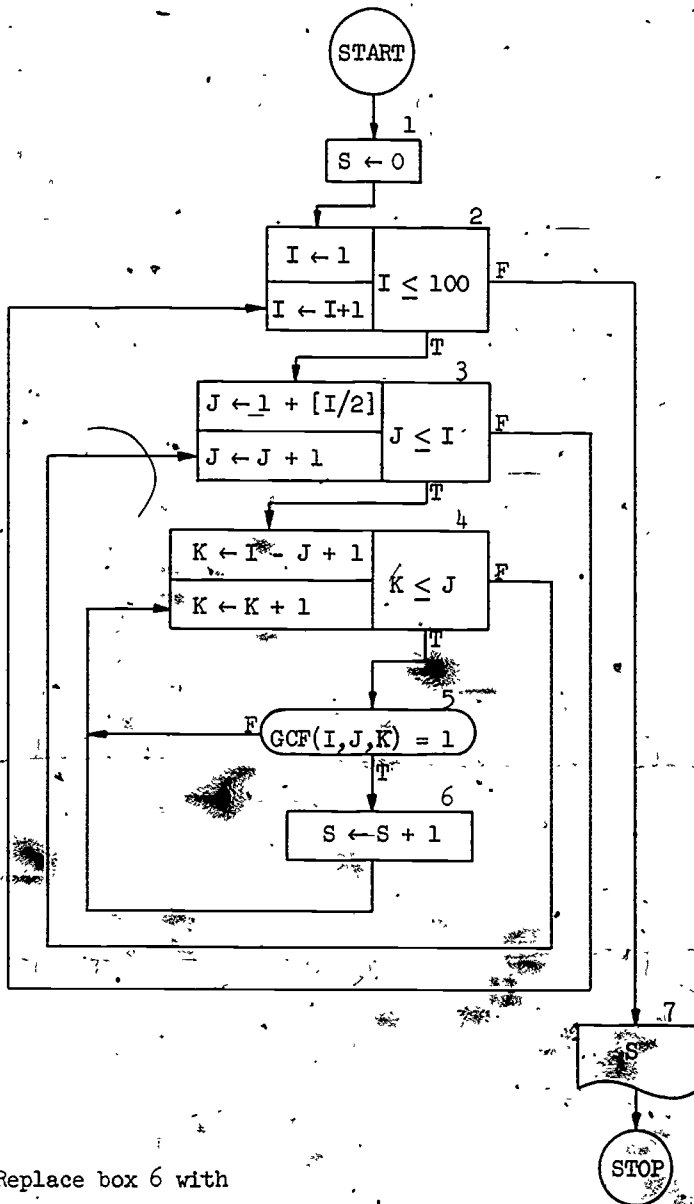 START
1
S ← 0
2
I ← 1
I ← I+1
I ≤ 100
F
T
3
J ← 1 + [I/2]
J ← J + 1
J ≤ I
F
T
4
K ← I - J + 1
K ← K + 1
K ≤ J
F
T
5
F
GCF(I,J,K) = 1
T
6
S ← S + 1
7
S
STOP
Replace box 6 with